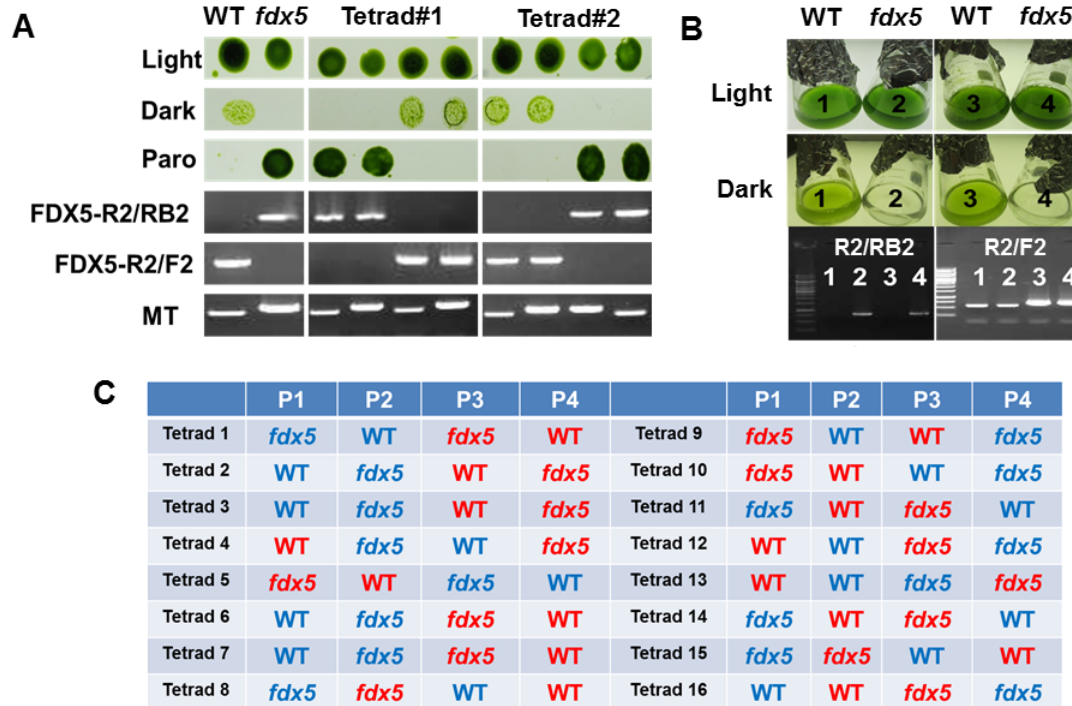 A
WT fdx5 Tetrad#1 Tetrad#2
Light
Dark
Paro
FDX5-R2/RB2
FDX5-R2/F2
MT
B
WT fdx5 WT fdx5
Light
1 2 3 4
Dark
1 2 3 4
R2/RB2 R2/F2
1 2 3 4 1 2 3 4
C
P1 P2 P3 P4 P1 P2 P3 P4
Tetrad 1 fdx5 WT fdx5 WT Tetrad 9 fdx5 WT WT fdx5
Tetrad 2 WT fdx5 WT fdx5 Tetrad 10 fdx5 WT WT fdx5
Tetrad 3 WT fdx5 WT fdx5 Tetrad 11 fdx5 WT fdx5 WT
Tetrad 4 WT fdx5 WT fdx5 Tetrad 12 WT WT fdx5 fdx5
Tetrad 5 fdx5 WT fdx5 WT Tetrad 13 WT WT fdx5 fdx5
Tetrad 6 WT fdx5 fdx5 WT Tetrad 14 fdx5 WT fdx5 WT
Tetrad 7 WT fdx5 fdx5 WT Tetrad 15 fdx5 fdx5 WT WT
Tetrad 8 fdx5 fdx5 WT WT Tetrad 16 WT WT fdx5 fdx5